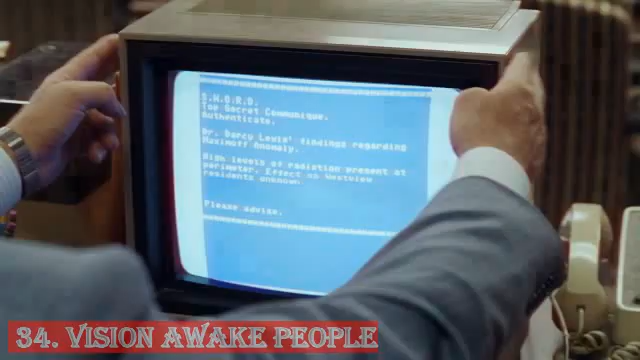 S.W.O.R.D.
Top Secret Communique.
Authenticate.
Dr. Darcy Lewis' findings regarding
Maximoff Anomaly.
High levels of radiation present at
perimeter. Effect on Westview
residents unknown.
Please advise.
34. VISION AWAKE PEOPLE